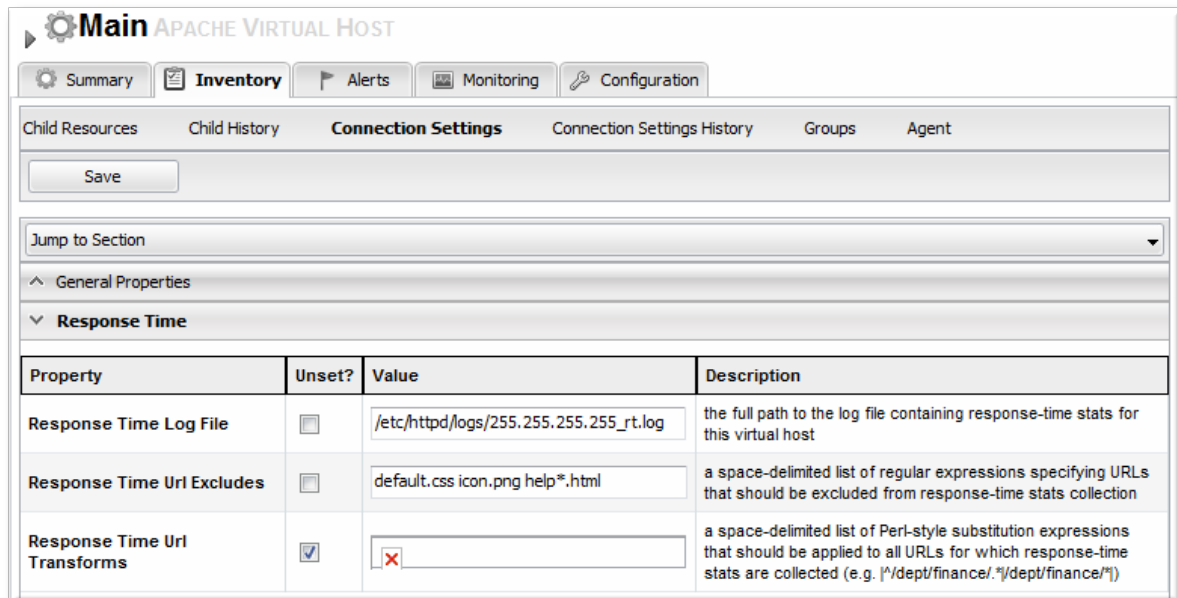 Main APACHE VIRTUAL HOST
Summary Inventory Alerts Monitoring Configuration
Child Resources Child History Connection Settings Connection Settings History Groups Agent
Save
Jump to Section
General Properties
Response Time
Property Unset? Value Description
Response Time Log File /etc/httpd/logs/255.255.255.255_rt.log the full path to the log file containing response-time stats for
this virtual host
Response Time Url Excludes default.css icon.png help*.html a space-delimited list of regular expressions specifying URLs
that should be excluded from response-time stats collection
Response Time Url
Transforms
a space-delimited list of Perl-style substitution expressions
that should be applied to all URLs for which response-time
stats are collected (e.g. |^/dept/finance/.*|/dept/finance/*|)